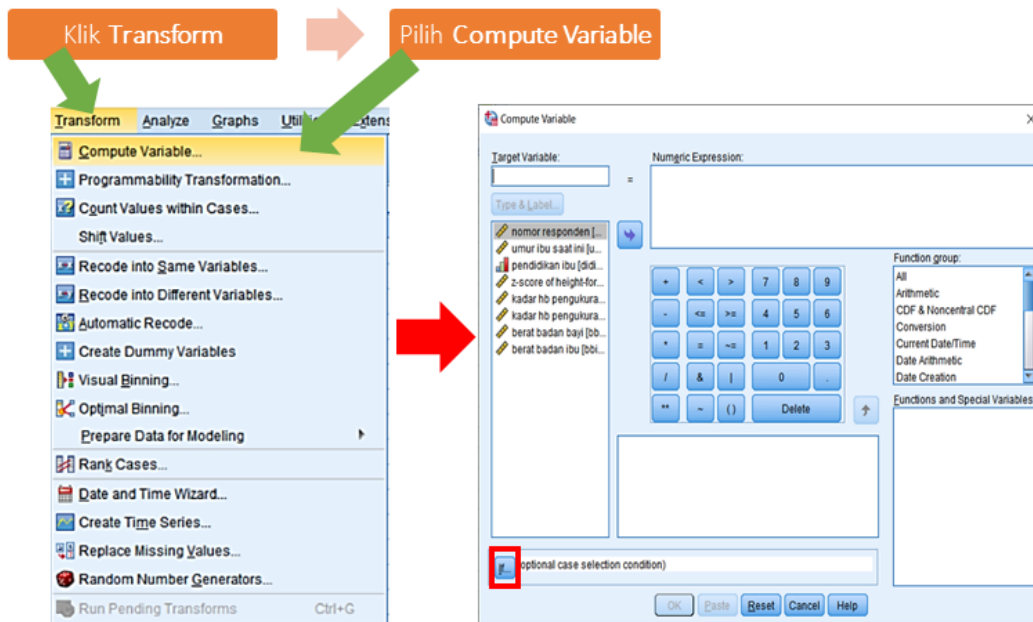 Klik Transform
Pilih Compute Variable
Transform Analyze Graphs
Compute Variable...
Programmability Transformation...
Count Values within Cases...
Shift Values...
Recode into Same Variables...
Recode into Different Variables...
Automatic Recode...
Create Dummy Variables
Visual Binning...
Optimal Binning...
Prepare Data for Modeling
Rank Cases...
Date and Time Wizard...
Create Time Series...
Replace Missing Values...
Random Number Generators...
Run Pending Transforms Ctrl+G
Compute Variable
Target Variable:
Numeric Expression:
=
Type & Label...
nomor responden [...
umur ibu saat ini [u...
pendidikan ibu [didi...
z-score of height-for...
kadar hb pengukura...
kadar hb pengukura...
berat badan bayi [bb...
berat badan ibu [bbi...
+ < > 7 8 9
- <= >= 4 5 6
* = ~= 1 2 3
/ & | 0 .
** ~ () Delete
Function group:
All
Arithmetic
CDF & Noncentral CDF
Conversion
Current Date/Time
Date Arithmetic
Date Creation
Functions and Special Variables
optional case selection condition)
OK Paste Reset Cancel Help